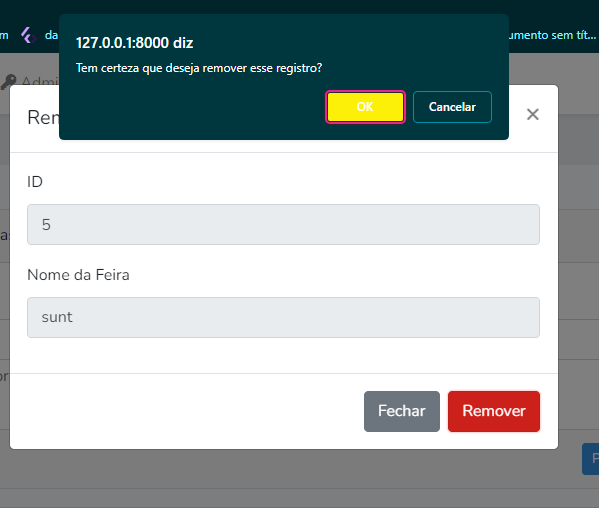 m
da
umento sem tít...
127.0.0.1:8000 diz
Tem certeza que deseja remover esse registro?
OK
Cancelar
Admi
Rem
×
ID
5
Nome da Feira
sunt
Fechar
Remover
P